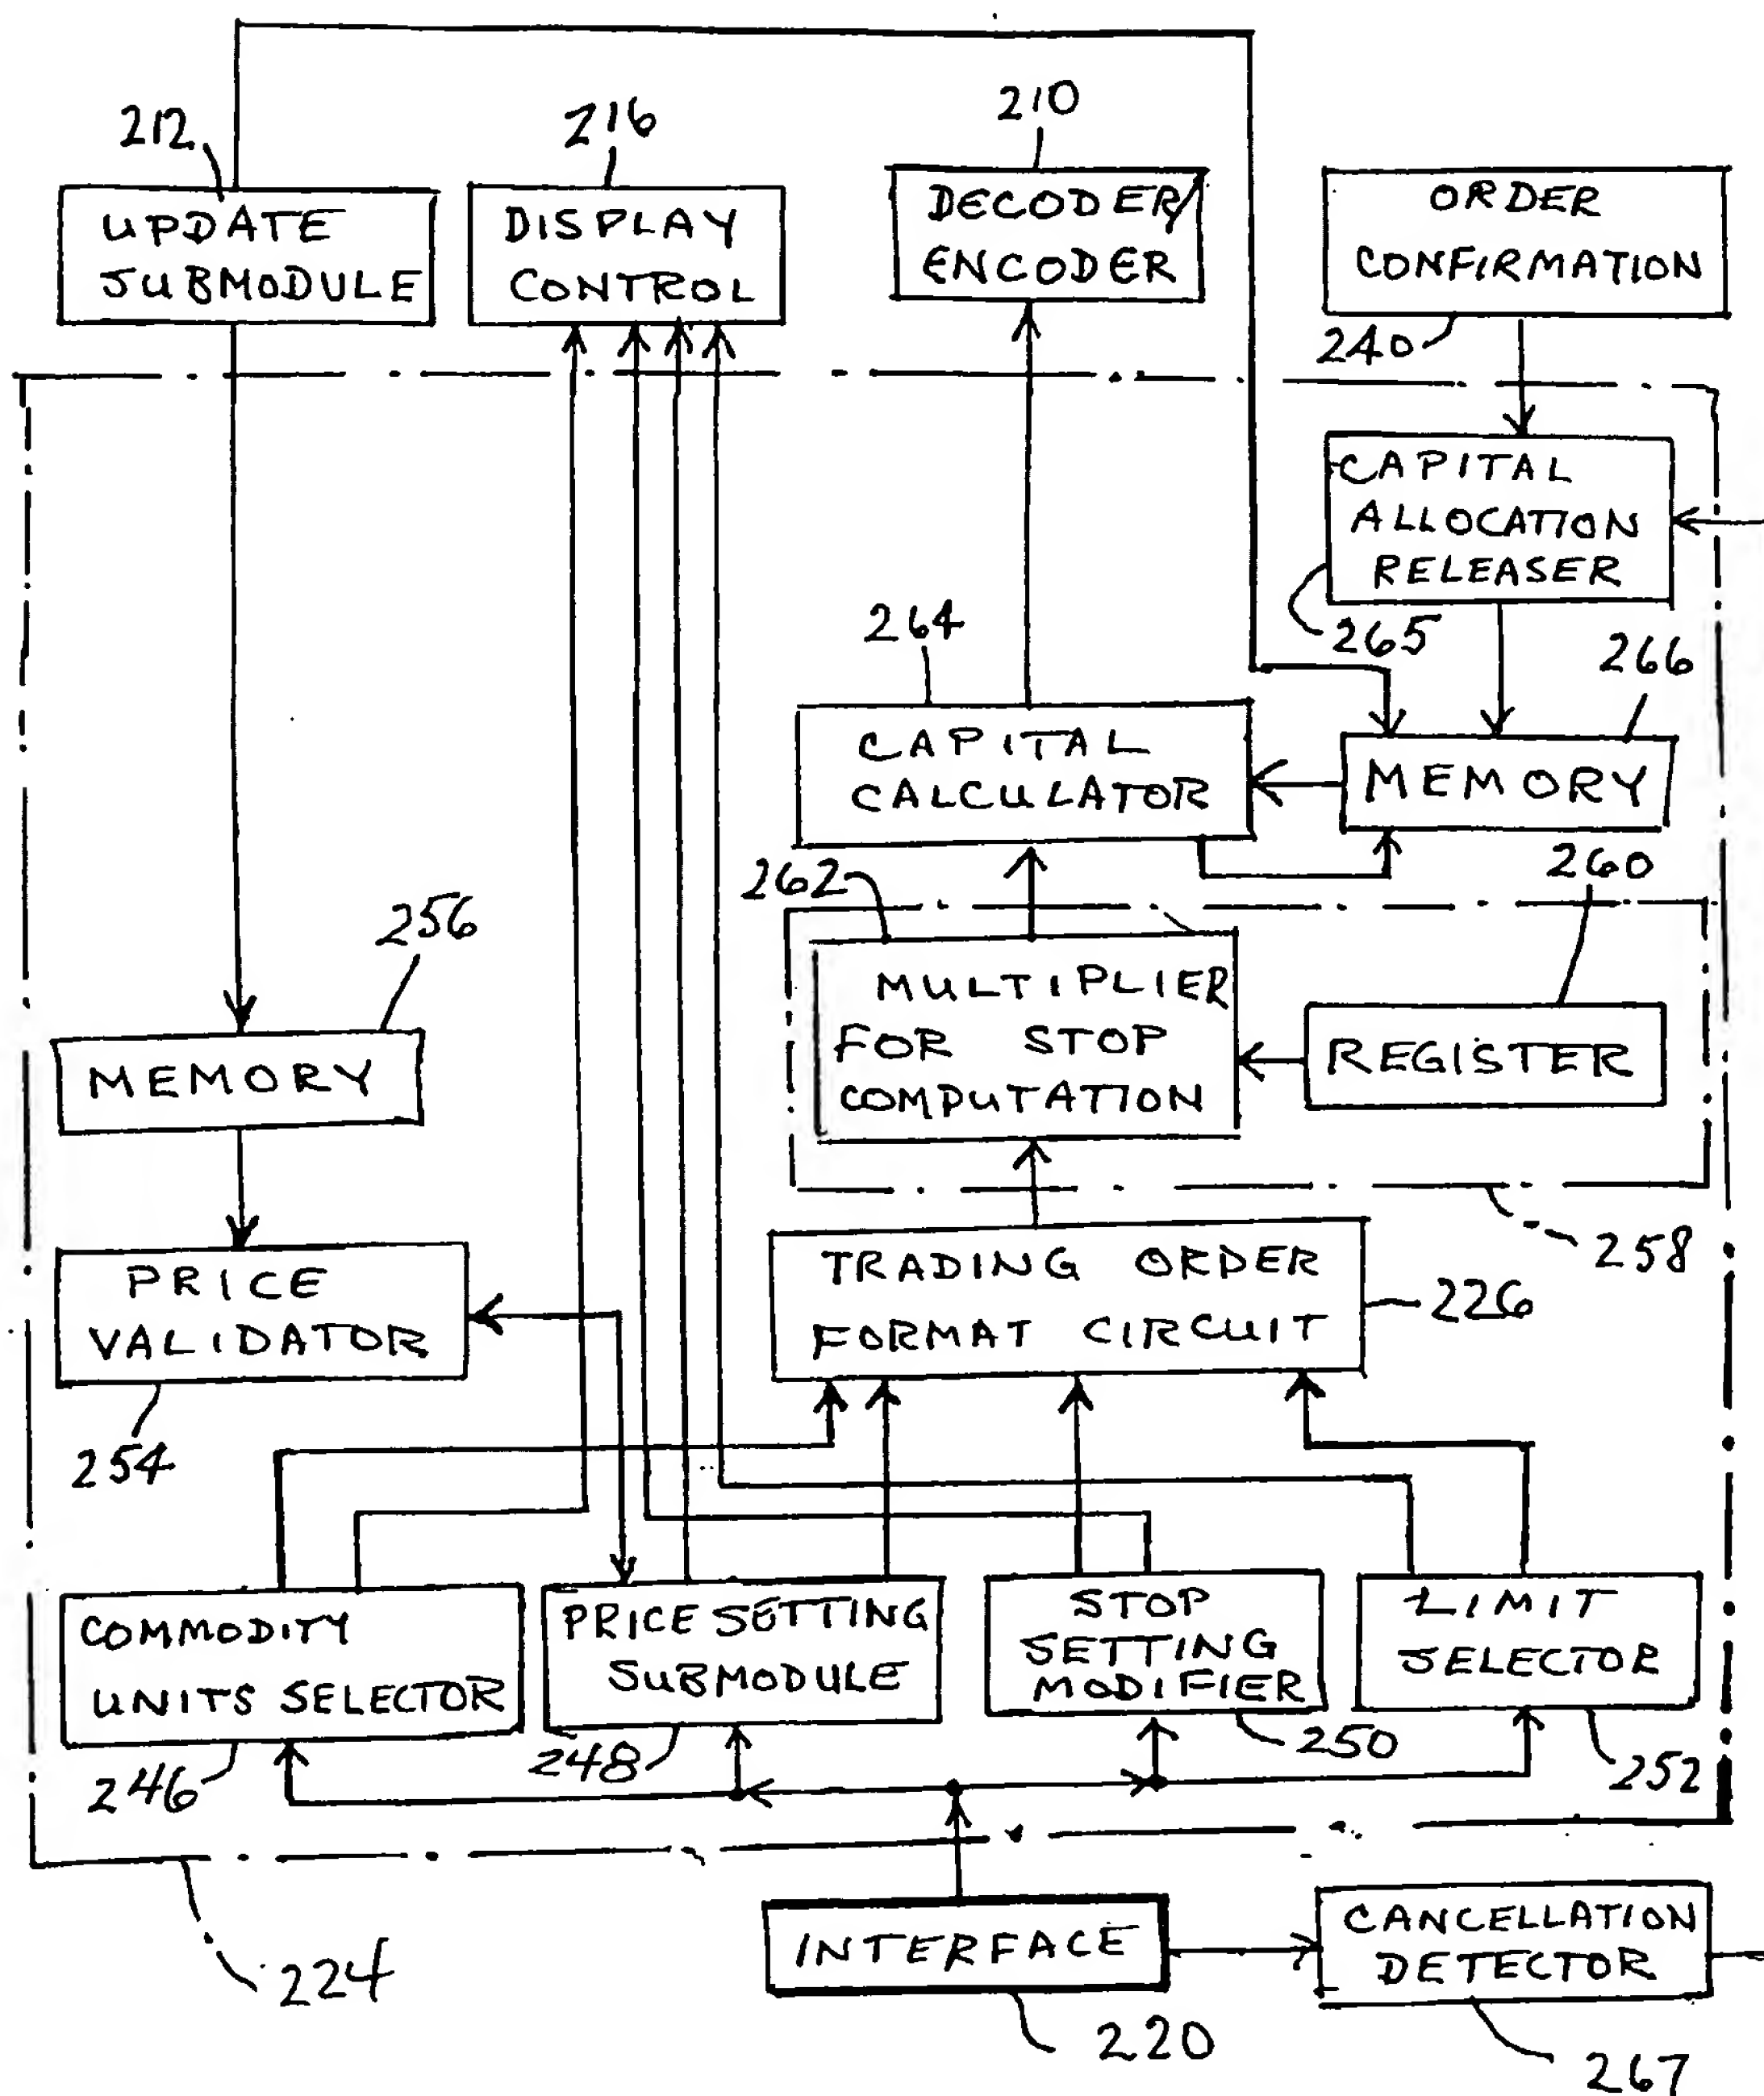 212
216
210
UPDATE
SUBMODULE
DISPLAY
CONTROL
DECODER/
ENCODER
ORDER
CONFIRMATION
240
CAPITAL
ALLOCATION
RELEASER
265
264
266
CAPITAL
CALCULATOR
MEMORY
262
260
256
MULTIPLIER
FOR STOP
COMPUTATION
REGISTER
MEMORY
258
PRICE
VALIDATOR
254
TRADING ORDER
FORMAT CIRCUIT
226
COMMODITY
UNITS SELECTOR
246
PRICE SETTING
SUBMODULE
248
STOP
SETTING
MODIFIER
250
LIMIT
SELECTOR
252
224
INTERFACE
220
CANCELLATION
DETECTOR
267